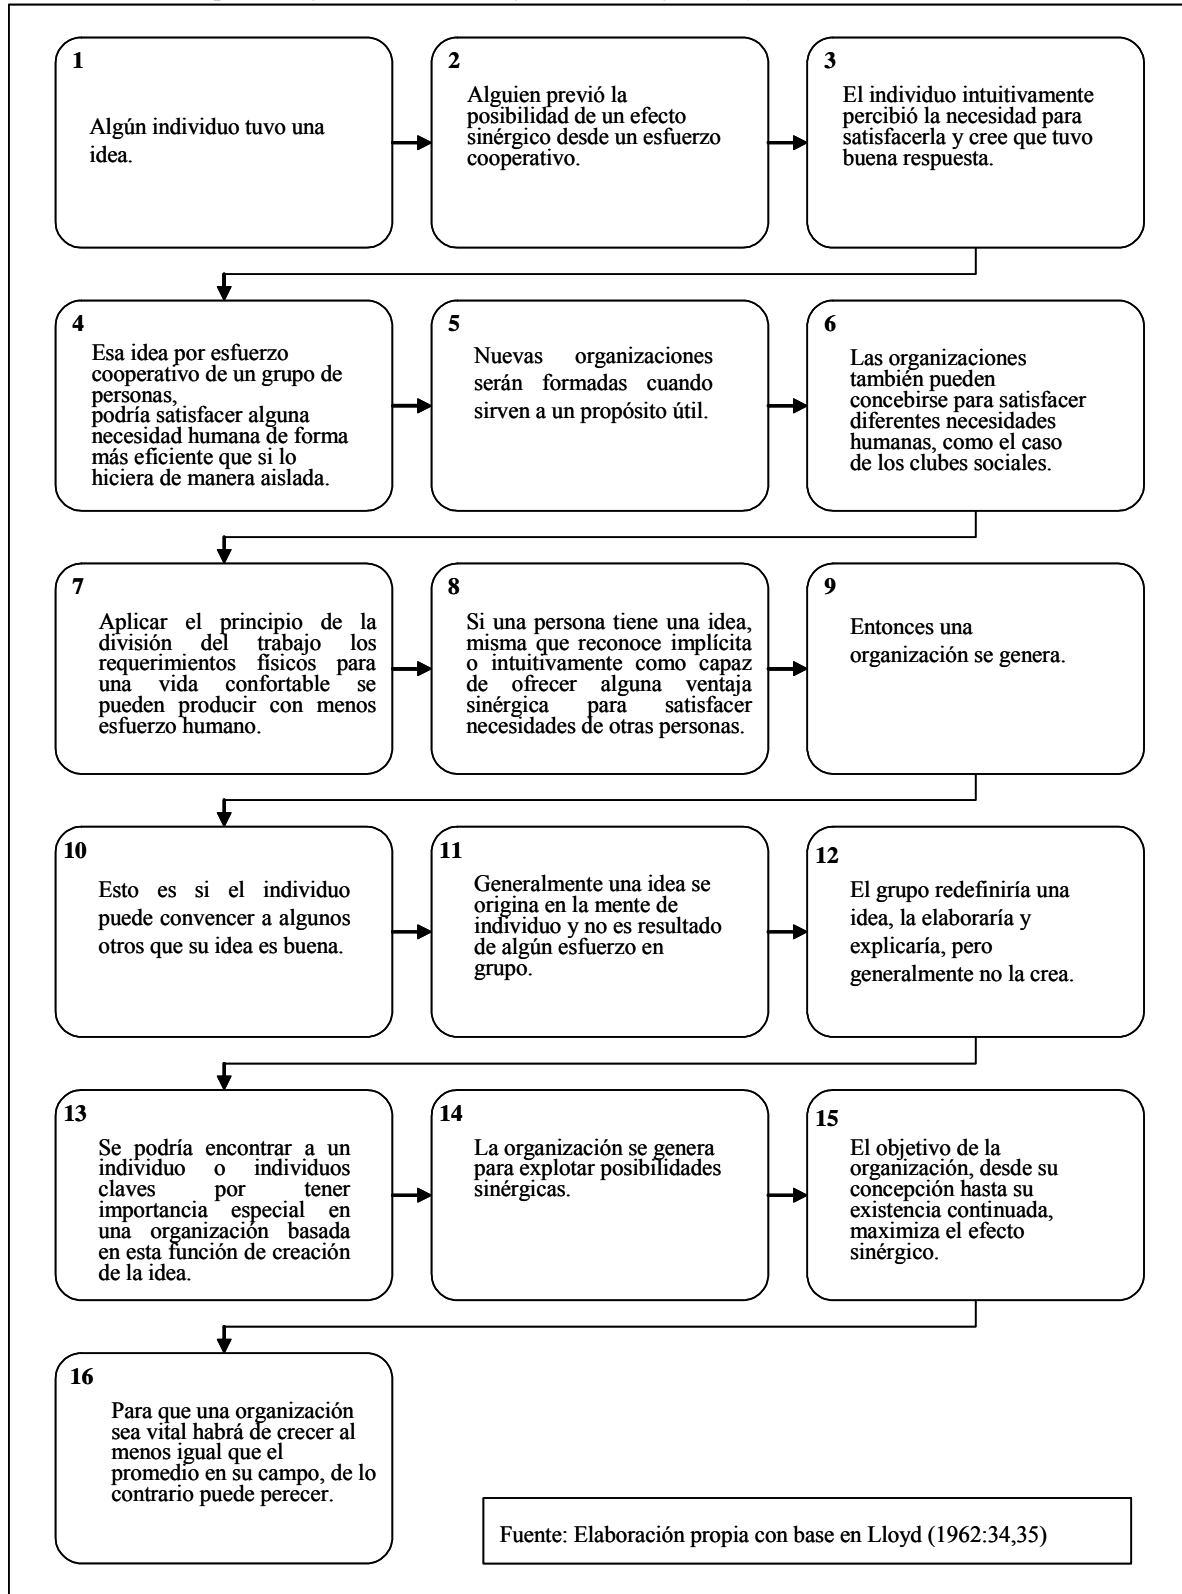 1
Algún individuo tuvo una
idea.
2
Alguien previó la
posibilidad de un efecto
sinérgico desde un esfuerzo
cooperativo.
3
El individuo intuitivamente
percibió la necesidad para
satisfacerla y cree que tuvo
buena respuesta.
4
Esa idea por esfuerzo
cooperativo de un grupo de
personas,
podría satisfacer alguna
necesidad humana de forma
más eficiente que si lo
hiciera de manera aislada.
5
Nuevas organizaciones
serán formadas cuando
sirven a un propósito útil.
6
Las organizaciones
también pueden
concebirse para satisfacer
diferentes necesidades
humanas, como el caso
de los clubes sociales.
7
Aplicar el principio de la
división del trabajo los
requerimientos físicos para
una vida confortable se
pueden producir con menos
esfuerzo humano.
8
Si una persona tiene una idea,
misma que reconoce implícita
o intuitivamente como capaz
de ofrecer alguna ventaja
sinérgica para satisfacer
necesidades de otras personas.
9
Entonces una
organización se genera.
10
Esto es si el individuo
puede convencer a algunos
otros que su idea es buena.
11
Generalmente una idea se
origina en la mente de
individuo y no es resultado
de algún esfuerzo en
grupo.
12
El grupo redefiniría una
idea, la elaboraría y
explicaría, pero
generalmente no la crea.
13
Se podría encontrar a un
individuo o individuos
claves por tener
importancia especial en
una organización basada
en esta función de creación
de la idea.
14
La organización se genera
para explotar posibilidades
sinérgicas.
15
El objetivo de la
organización, desde su
concepción hasta su
existencia continuada,
maximiza el efecto
sinérgico.
16
Para que una organización
sea vital habrá de crecer al
menos igual que el
promedio en su campo, de lo
contrario puede perecer.
Fuente: Elaboración propia con base en Lloyd (1962:34,35)